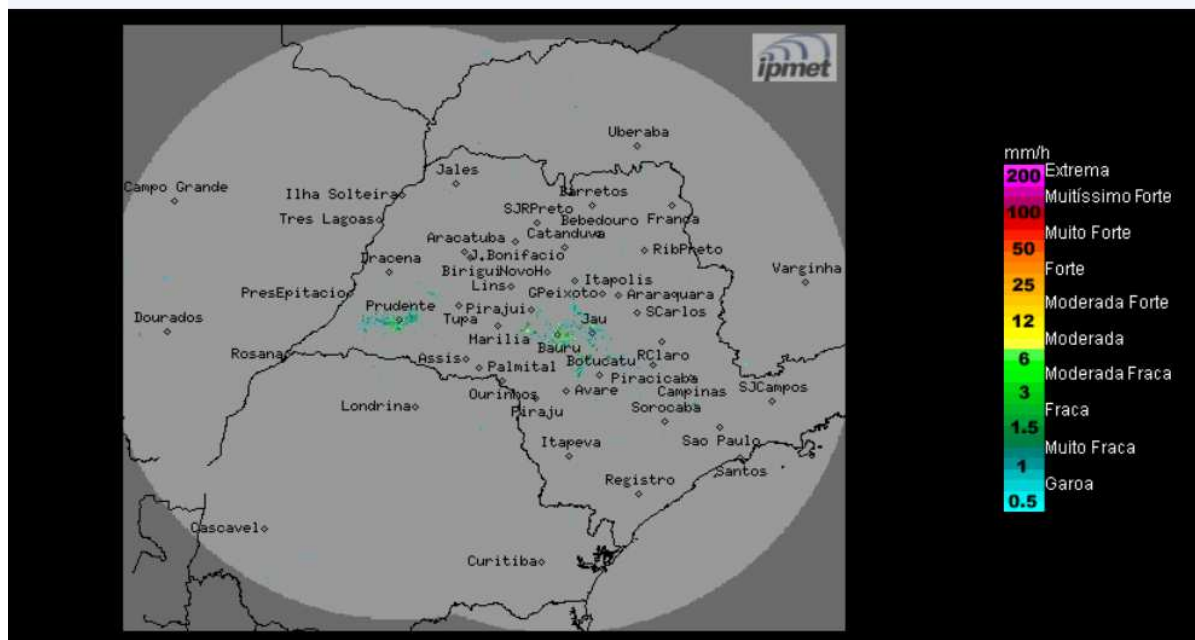 ipmet
Uberaba
Jales
Campo Grande
Ilha Solteira
Barretos
Tres Lagoas
SJRPreto
Bebedouro
Franca
Catanduva
Aracatuba
J.Bonifacio
RibPreto
Dracena
Birigui
NovoH
Itapolis
Varginha
Lins
PresEpitacio
GPeixoto
Araraquara
Prudente
Pirajui
Dourados
Tupa
Jau
SCarlos
Marilia
Bauru
Rosana
Assis
Botucatu
RClaro
Palmital
Piracicaba
SJCampos
Ourinhos
Avare
Campinas
Londrina
Piraju
Sorocaba
Itapeva
Sao Paulo
Santos
Registro
Cascavel
Curitiba
mm/h
200 Extrema
Muitíssimo Forte
100
Muito Forte
50
Forte
25
Moderada Forte
12
Moderada
6
Moderada Fraca
3
Fraca
1.5
Muito Fraca
1
Garoa
0.5